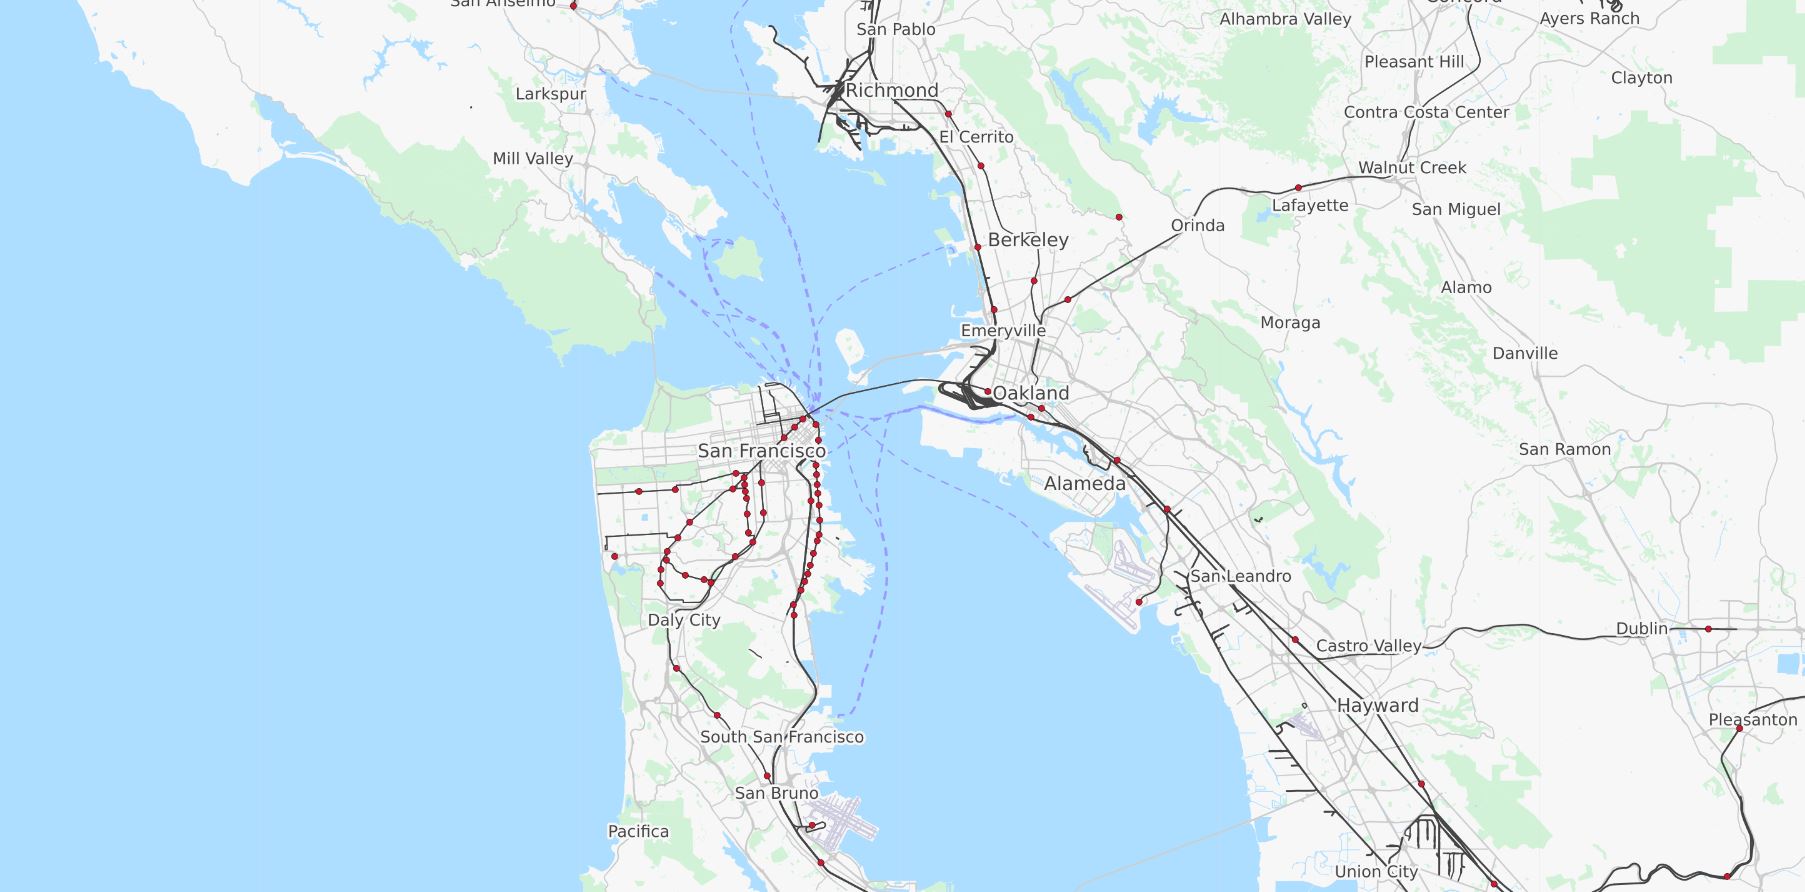 San Anselmo
Concord
Alhambra Valley
Ayers Ranch
San Pablo
Pleasant Hill
Clayton
Richmond
Larkspur
Contra Costa Center
El Cerrito
Mill Valley
Walnut Creek
Lafayette
San Miguel
Orinda
Berkeley
Alamo
Moraga
Emeryville
Danville
Oakland
San Francisco
San Ramon
Alameda
San Leandro
Daly City
Dublin
Castro Valley
Hayward
Pleasanton
South San Francisco
San Bruno
Pacifica
Union City